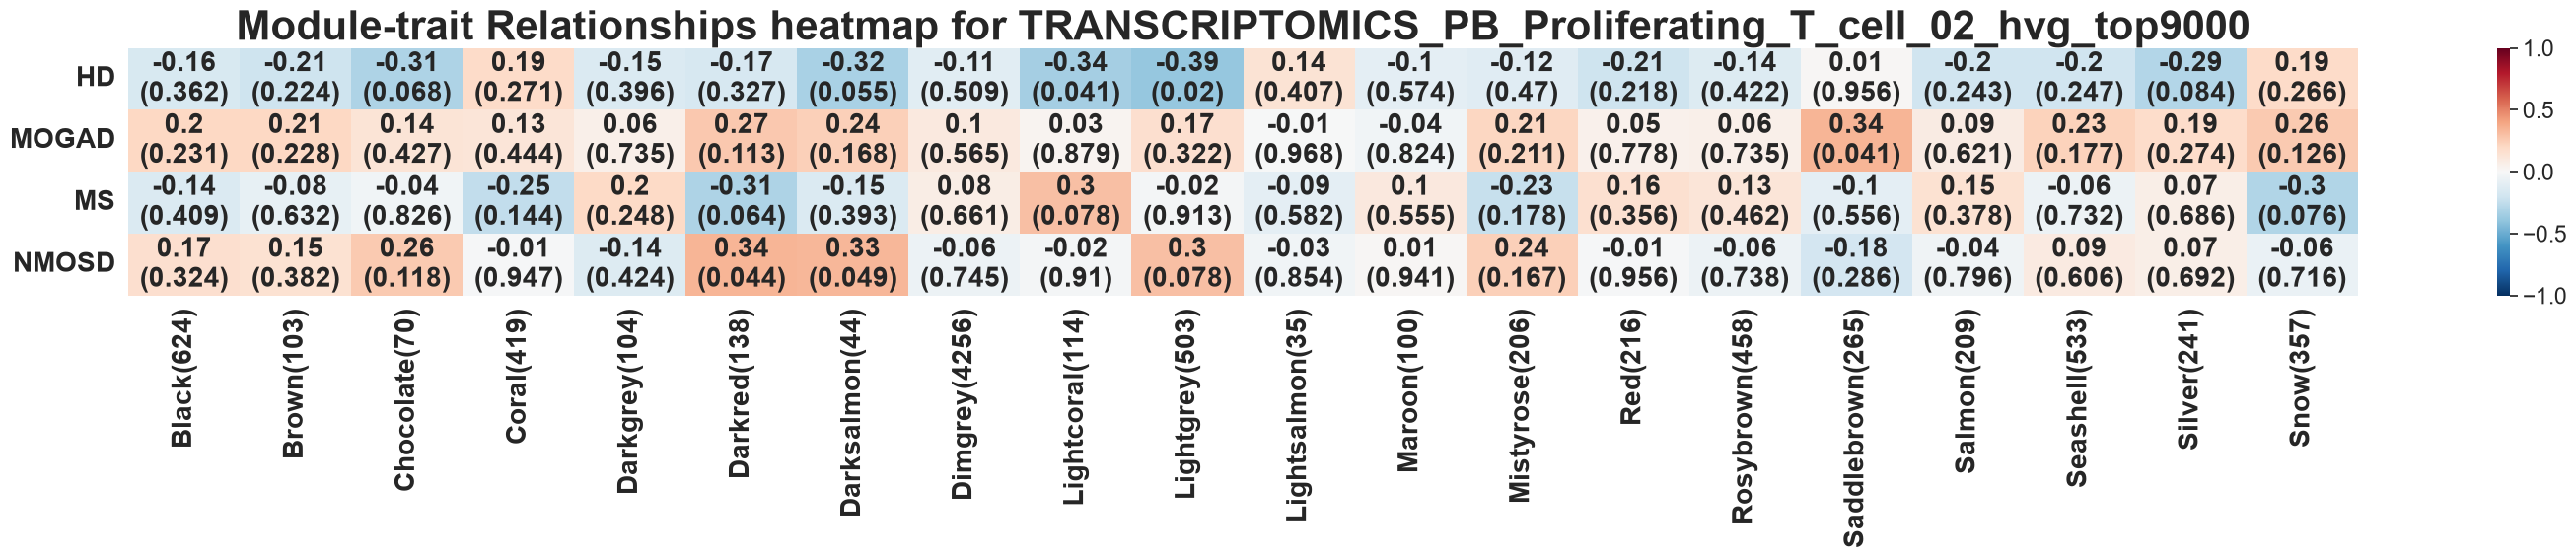 Module-trait Relationships heatmap for TRANSCRIPTOMICS_PB_Proliferating_T_cell_02_hvg_top9000
HD -0.16 -0.21 -0.31 0.19 -0.15 -0.17 -0.32 -0.11 -0.34 -0.39 0.14 -0.1 -0.12 -0.21 -0.14 0.01 -0.2 -0.2 -0.29 0.19
(0.362) (0.224) (0.068) (0.271) (0.396) (0.327) (0.055) (0.509) (0.041) (0.02) (0.407) (0.574) (0.47) (0.218) (0.422) (0.956) (0.243) (0.247) (0.084) (0.266)
MOGAD 0.2 0.21 0.14 0.13 0.06 0.27 0.24 0.1 0.03 0.17 -0.01 -0.04 0.21 0.05 0.06 0.34 0.09 0.23 0.19 0.26
(0.231) (0.228) (0.427) (0.444) (0.735) (0.113) (0.168) (0.565) (0.879) (0.322) (0.968) (0.824) (0.211) (0.778) (0.735) (0.041) (0.621) (0.177) (0.274) (0.126)
MS -0.14 -0.08 -0.04 -0.25 0.2 -0.31 -0.15 0.08 0.3 -0.02 -0.09 0.1 -0.23 0.16 0.13 -0.1 0.15 -0.06 0.07 -0.3
(0.409) (0.632) (0.826) (0.144) (0.248) (0.064) (0.393) (0.661) (0.078) (0.913) (0.582) (0.555) (0.178) (0.356) (0.462) (0.556) (0.378) (0.732) (0.686) (0.076)
NMOSD 0.17 0.15 0.26 -0.01 -0.14 0.34 0.33 -0.06 -0.02 0.3 -0.03 0.01 0.24 -0.01 -0.06 -0.18 -0.04 0.09 0.07 -0.06
(0.324) (0.382) (0.118) (0.947) (0.424) (0.044) (0.049) (0.745) (0.91) (0.078) (0.854) (0.941) (0.167) (0.956) (0.738) (0.286) (0.796) (0.606) (0.692) (0.716)
Black(624)
Brown(103)
Chocolate(70)
Coral(419)
Darkgrey(104)
Darkred(138)
Darksalmon(44)
Dimgrey(4256)
Lightcoral(114)
Lightgrey(503)
Lightsalmon(35)
Maroon(100)
Mistyrose(206)
Red(216)
Rosybrown(458)
Saddlebrown(265)
Salmon(209)
Seashell(533)
Silver(241)
Snow(357)
1.0
0.5
0.0
−0.5
−1.0